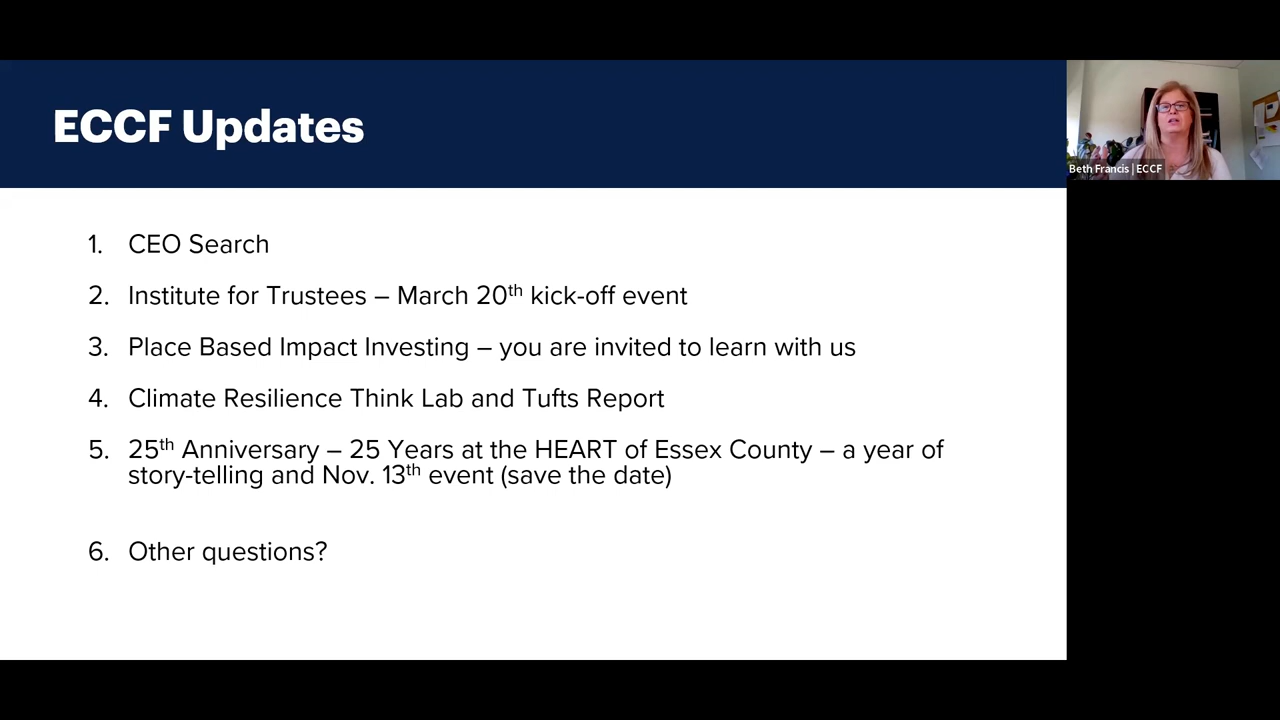 ECCF Updates
Beth Francis | ECCF
1. CEO Search
2. Institute for Trustees – March 20th kick-off event
3. Place Based Impact Investing – you are invited to learn with us
4. Climate Resilience Think Lab and Tufts Report
5. 25th Anniversary – 25 Years at the HEART of Essex County – a year of
story-telling and Nov. 13th event (save the date)
6. Other questions?